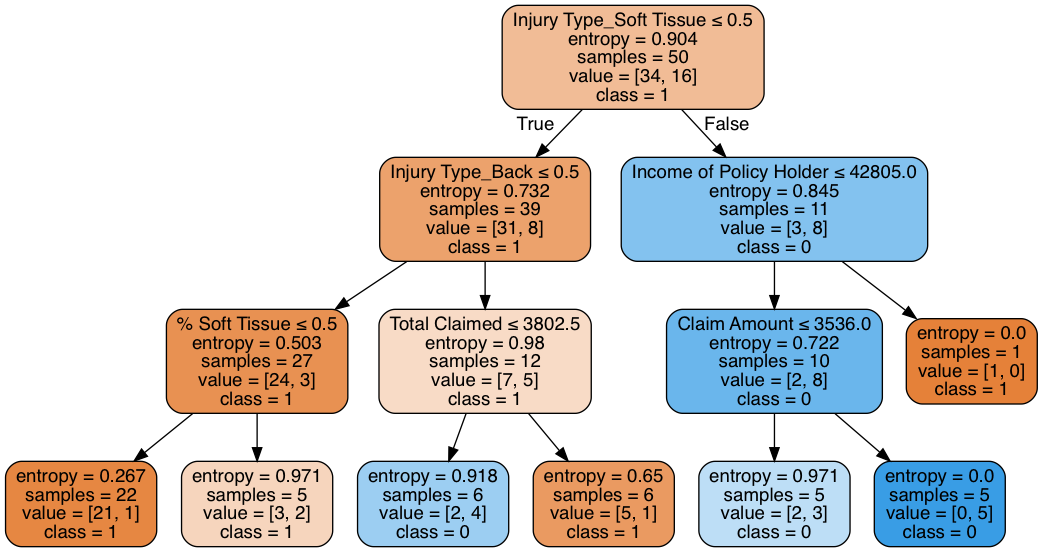 Injury Type_Soft Tissue ≤ 0.5
entropy = 0.904
samples = 50
value = [34, 16]
class = 1
True
False
Injury Type_Back ≤ 0.5
entropy = 0.732
samples = 39
value = [31, 8]
class = 1
Income of Policy Holder ≤ 42805.0
entropy = 0.845
samples = 11
value = [3, 8]
class = 0
% Soft Tissue ≤ 0.5
entropy = 0.503
samples = 27
value = [24, 3]
class = 1
Total Claimed ≤ 3802.5
entropy = 0.98
samples = 12
value = [7, 5]
class = 1
Claim Amount ≤ 3536.0
entropy = 0.722
samples = 10
value = [2, 8]
class = 0
entropy = 0.0
samples = 1
value = [1, 0]
class = 1
entropy = 0.267
samples = 22
value = [21, 1]
class = 1
entropy = 0.971
samples = 5
value = [3, 2]
class = 1
entropy = 0.918
samples = 6
value = [2, 4]
class = 0
entropy = 0.65
samples = 6
value = [5, 1]
class = 1
entropy = 0.971
samples = 5
value = [2, 3]
class = 0
entropy = 0.0
samples = 5
value = [0, 5]
class = 0